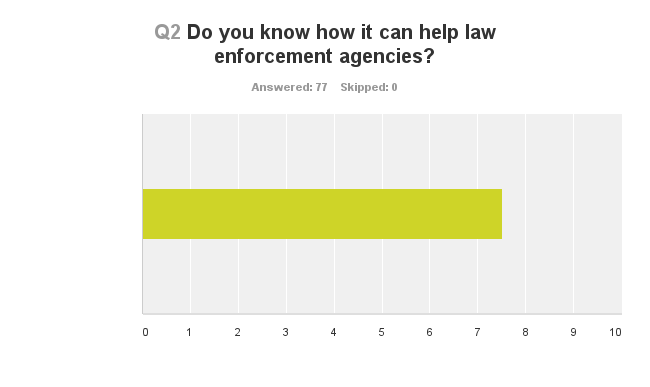 Q2 Do you know how it can help law
enforcement agencies?
Answered: 77 Skipped: 0
0 1 2 3 4 5 6 7 8 9 10